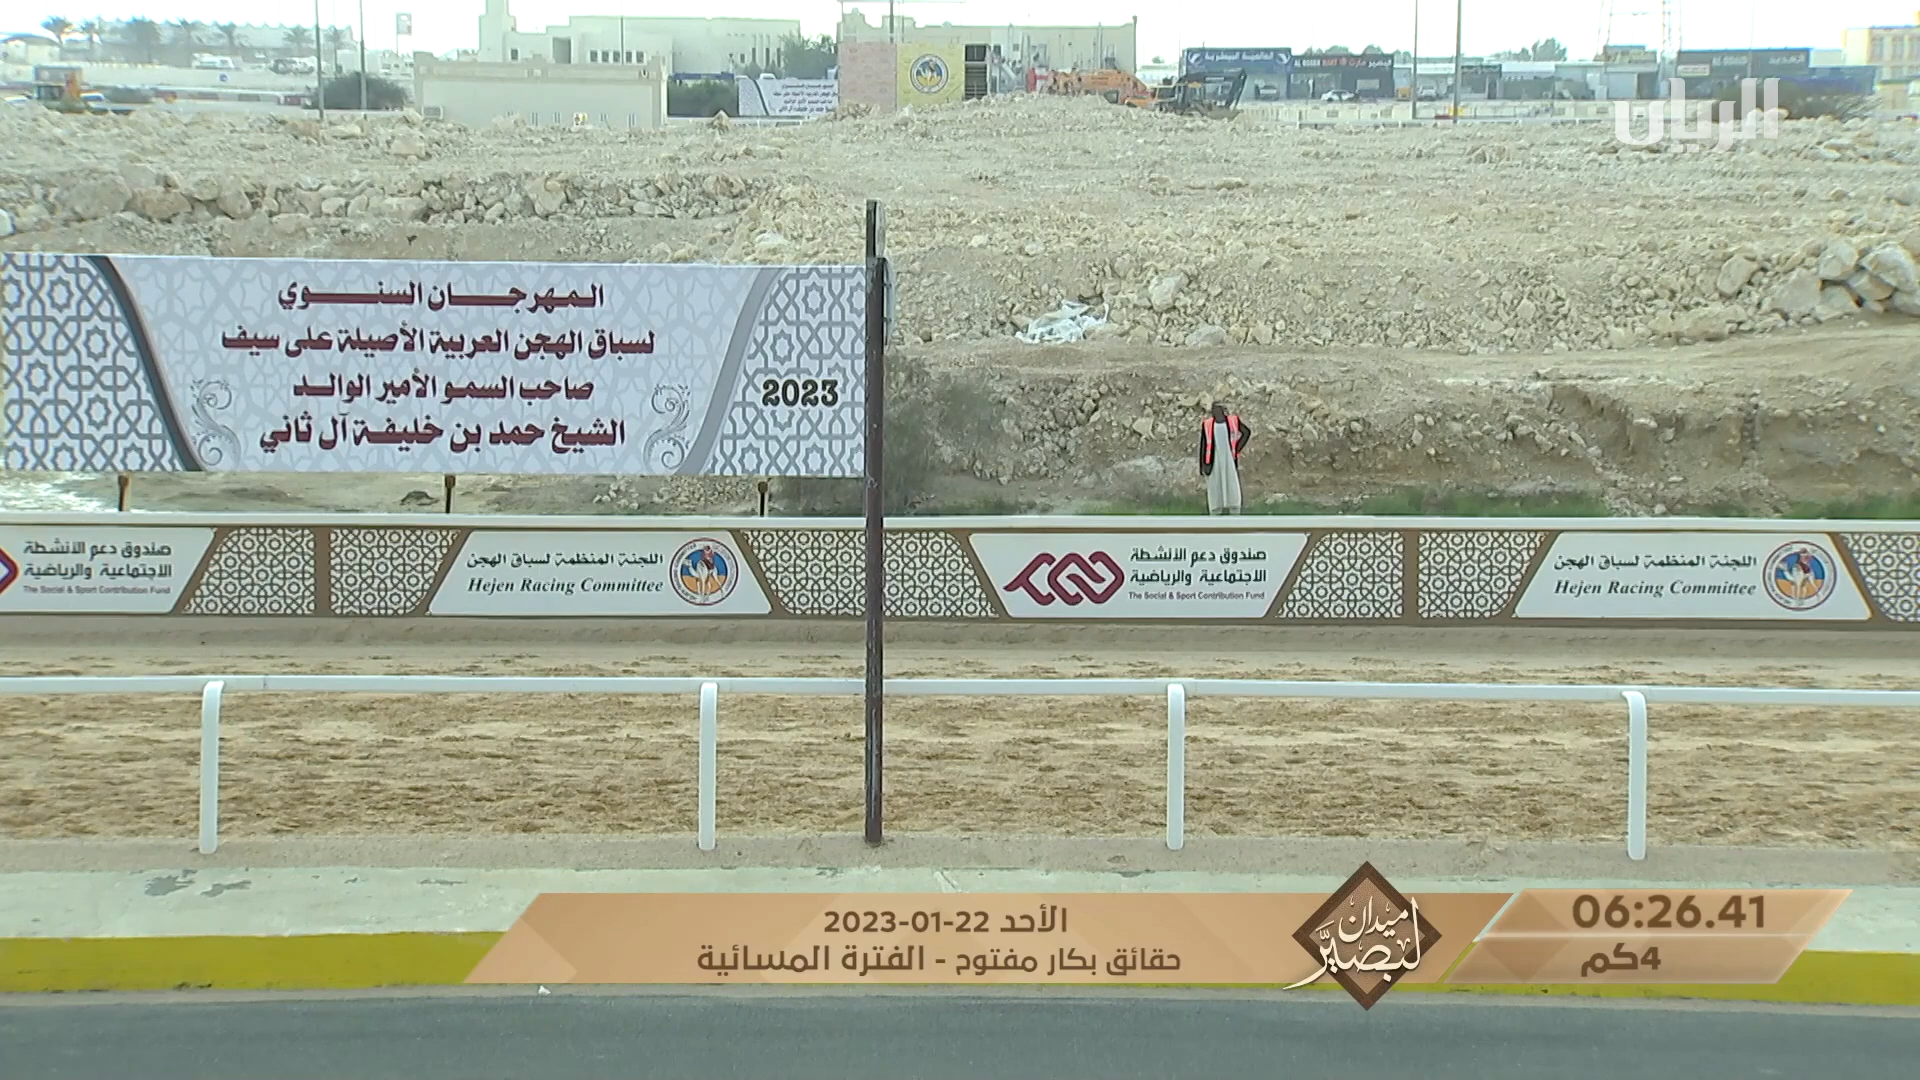 الريان
المهرجان السنوي
لسباق الهجن العربية الأصيلة على سيف
صاحب السمو الأمير الوالد
الشيخ حمد بن خليفة آل ثاني
2023
صندوق دعم الأنشطة
الاجتماعية والرياضية
The Social & Sport Contribution Fund
اللجنة المنظمة لسباق الهجن
Hejen Racing Committee
صندوق دعم الأنشطة
الاجتماعية والرياضية
The Social & Sport Contribution Fund
اللجنة المنظمة لسباق الهجن
Hejen Racing Committee
الأحد 22-01-2023
حقائق بكار مفتوح - الفترة المسائية
ميدان
لبصير
06:26.41
4كم